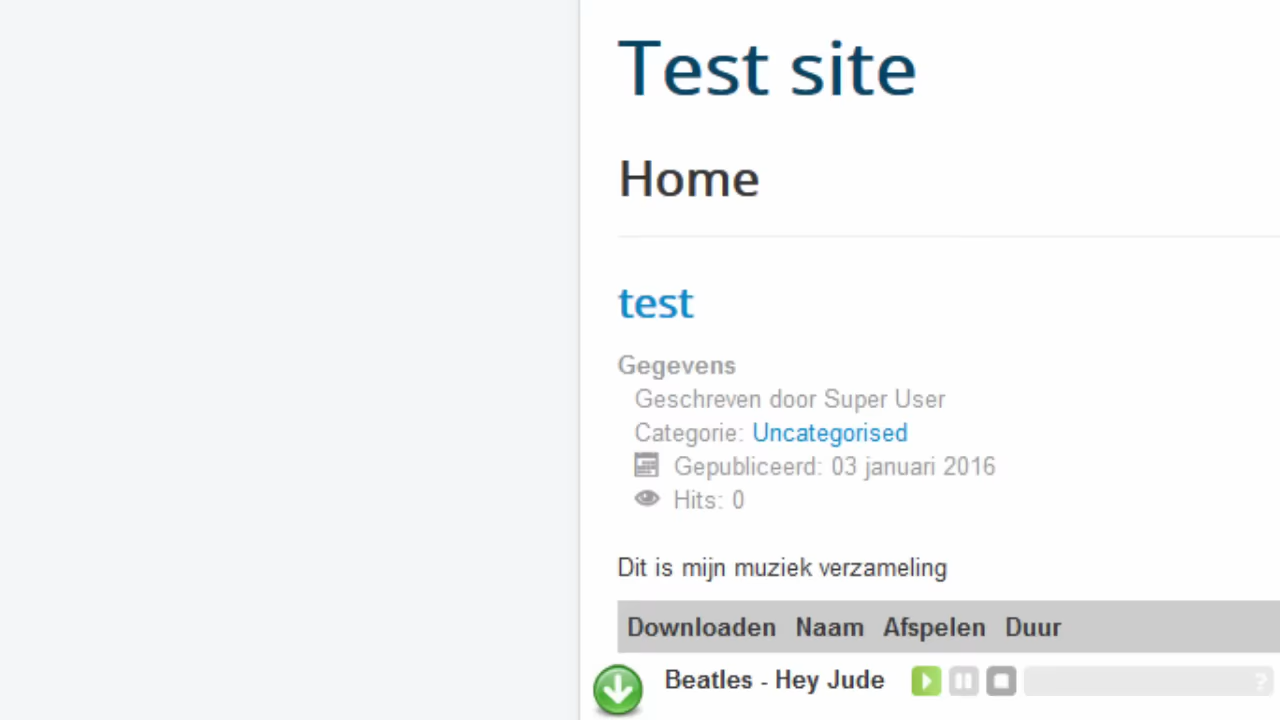 Test site
Home
test
Gegevens
Geschreven door Super User
Categorie: Uncategorised
Gepubliceerd: 03 januari 2016
Hits: 0
Dit is mijn muziek verzameling
Downloaden Naam Afspelen Duur
Beatles - Hey Jude ?